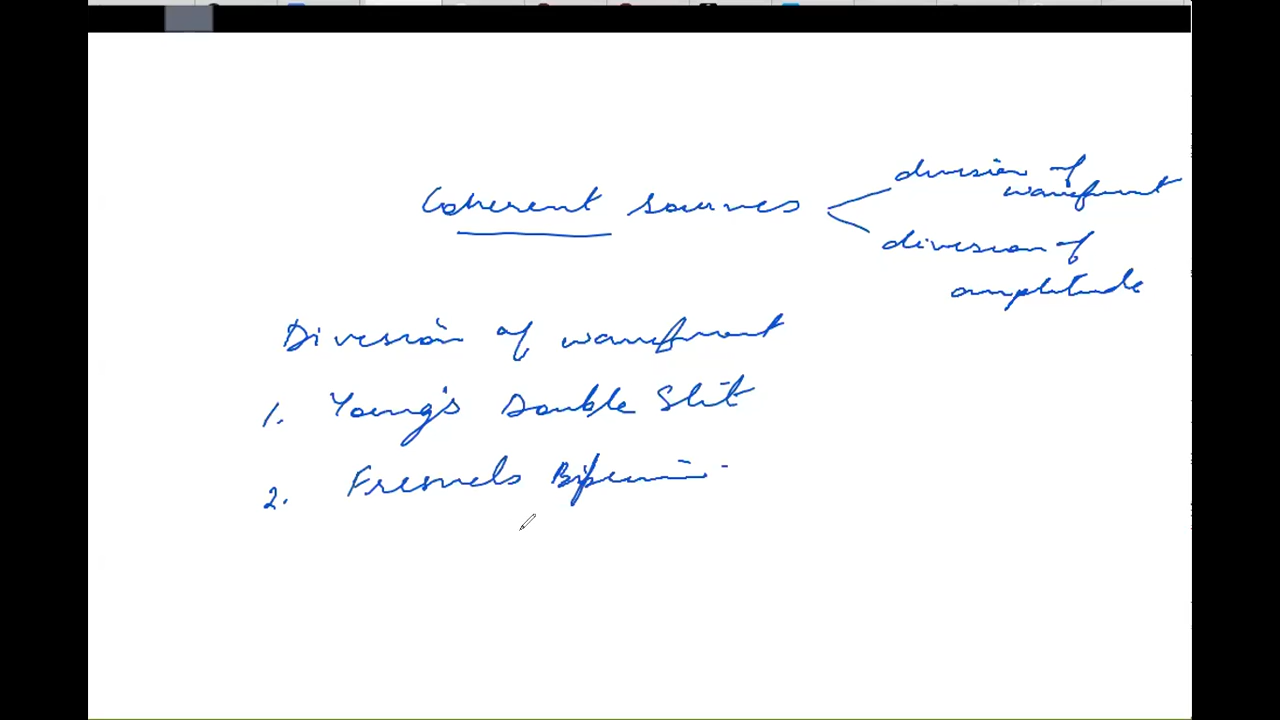 Coherent sources
division of
wavefront
division of
amplitude
Division of wavefront
1. Young's Double Slit
2. Fresnels